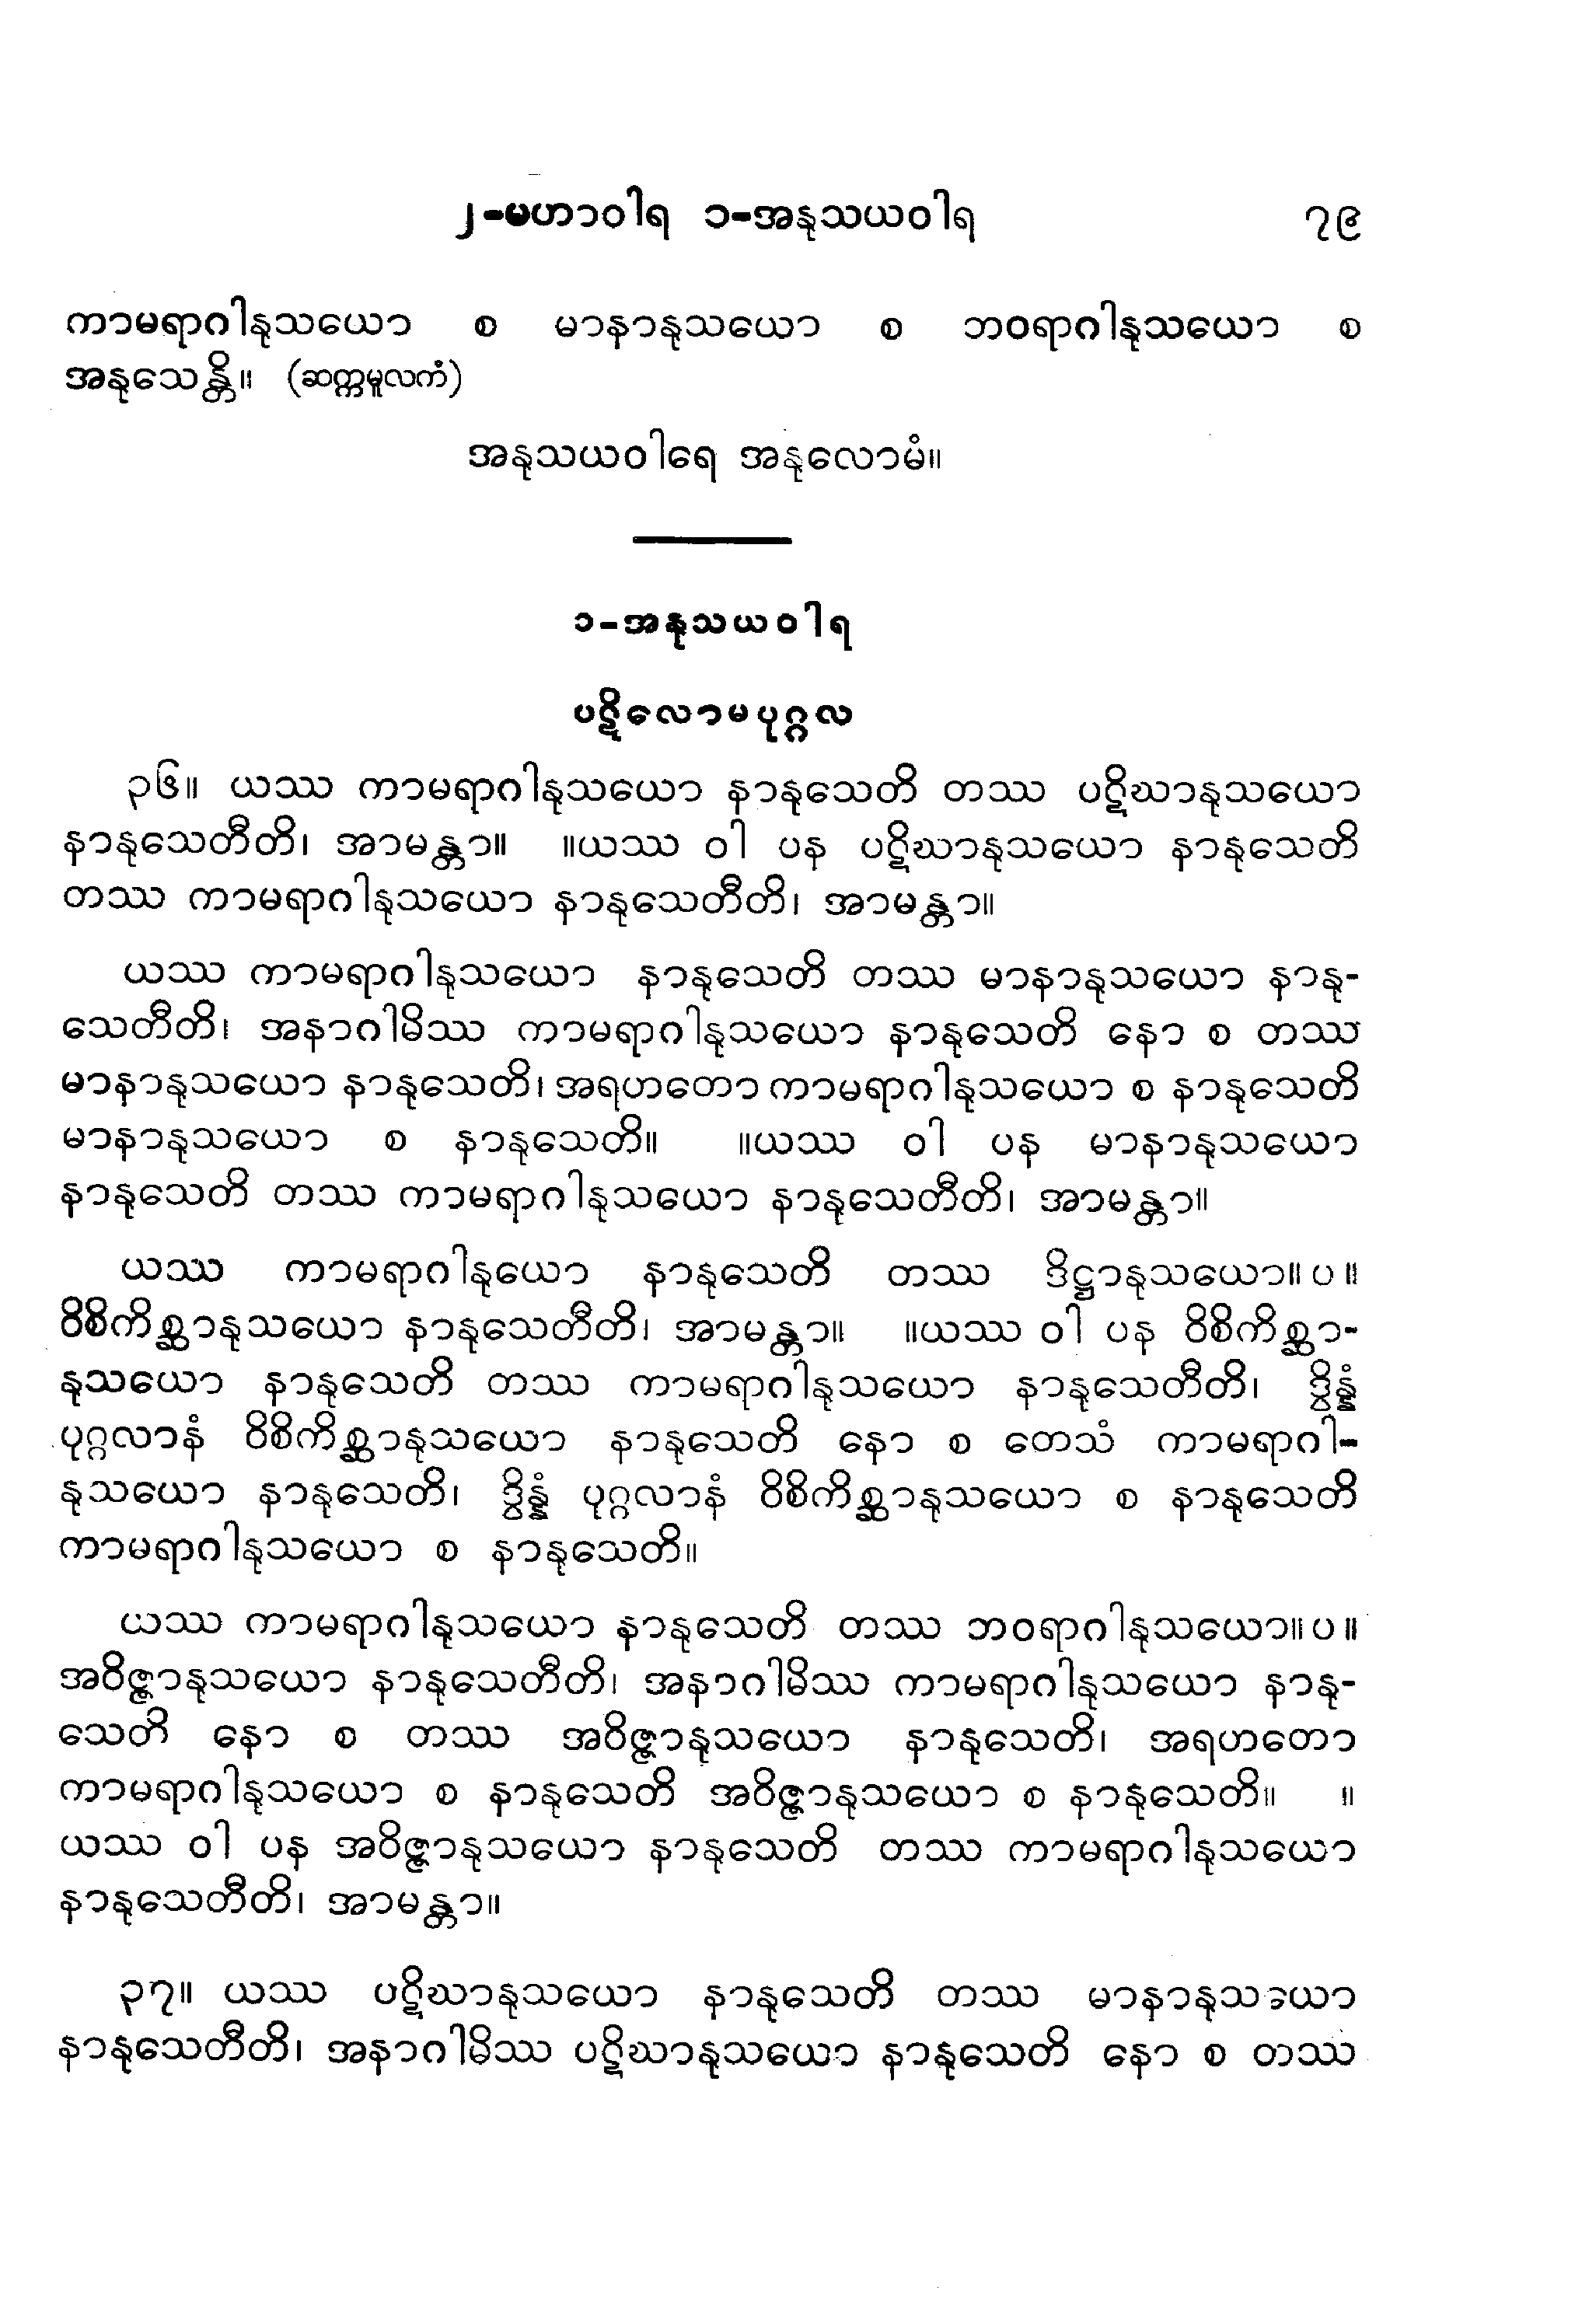 ၂-မဟာဝါရ ၁-အနုသယဝါရ ၇၉
ကာမရာဂါနုသယော စ မာနာနုသယော စ ဘဝရာဂါနုသယော စ
အနုသေန္တိ။ (ဆက္ကမူလကံ)
အနုသယဝါရေ အနုလောမံ။
၁-အနုသယဝါရ
ပဋိလောမပုဂ္ဂလ
၃၆။ ယဿ ကာမရာဂါနုသယော နာနုသေတိ တဿ ပဋိဃာနုသယော
နာနုသေတီတိ၊ အာမန္တာ။ ။ယဿ ဝါ ပန ပဋိဃာနုသယော နာနုသေတိ
တဿ ကာမရာဂါနုသယော နာနုသေတီတိ၊ အာမန္တာ။
ယဿ ကာမရာဂါနုသယော နာနုသေတိ တဿ မာနာနုသယော နာနု-
သေတီတိ၊ အနာဂါမိဿ ကာမရာဂါနုသယော နာနုသေတိ နော စ တဿ
မာနာနုသယော နာနုသေတိ၊ အရဟတော ကာမရာဂါနုသယော စ နာနုသေတိ
မာနာနုသယော စ နာနုသေတိ။ ။ယဿ ဝါ ပန မာနာနုသယော
နာနုသေတိ တဿ ကာမရာဂါနုသယော နာနုသေတီတိ၊ အာမန္တာ။
ယဿ ကာမရာဂါနုယော နာနုသေတိ တဿ ဒိဋ္ဌာနုသယော။ ပ ။
ဝိစိကိစ္ဆာနုသယော နာနုသေတီတိ၊ အာမန္တာ။ ။ယဿ ဝါ ပန ဝိစိကိစ္ဆာ-
နုသယော နာနုသေတိ တဿ ကာမရာဂါနုသယော နာနုသေတီတိ၊ ဒွိန္နံ
ပုဂ္ဂလာနံ ဝိစိကိစ္ဆာနုသယော နာနုသေတိ နော စ တေသံ ကာမရာဂါ-
နုသယော နာနုသေတိ၊ ဒွိန္နံ ပုဂ္ဂလာနံ ဝိစိကိစ္ဆာနုသယော စ နာနုသေတိ
ကာမရာဂါနုသယော စ နာနုသေတိ။
ယဿ ကာမရာဂါနုသယော နာနုသေတိ တဿ ဘဝရာဂါနုသယော။ ပ ။
အဝိဇ္ဇာနုသယော နာနုသေတီတိ၊ အနာဂါမိဿ ကာမရာဂါနုသယော နာနု-
သေတိ နော စ တဿ အဝိဇ္ဇာနုသယော နာနုသေတိ၊ အရဟတော
ကာမရာဂါနုသယော စ နာနုသေတိ အဝိဇ္ဇာနုသယော စ နာနုသေတိ။ ။
ယဿ ဝါ ပန အဝိဇ္ဇာနုသယော နာနုသေတိ တဿ ကာမရာဂါနုသယော
နာနုသေတီတိ၊ အာမန္တာ။
၃၇။ ယဿ ပဋိဃာနုသယော နာနုသေတိ တဿ မာနာနုသယော
နာနုသေတီတိ၊ အနာဂါမိဿ ပဋိဃာနုသယော နာနုသေတိ နော စ တဿ